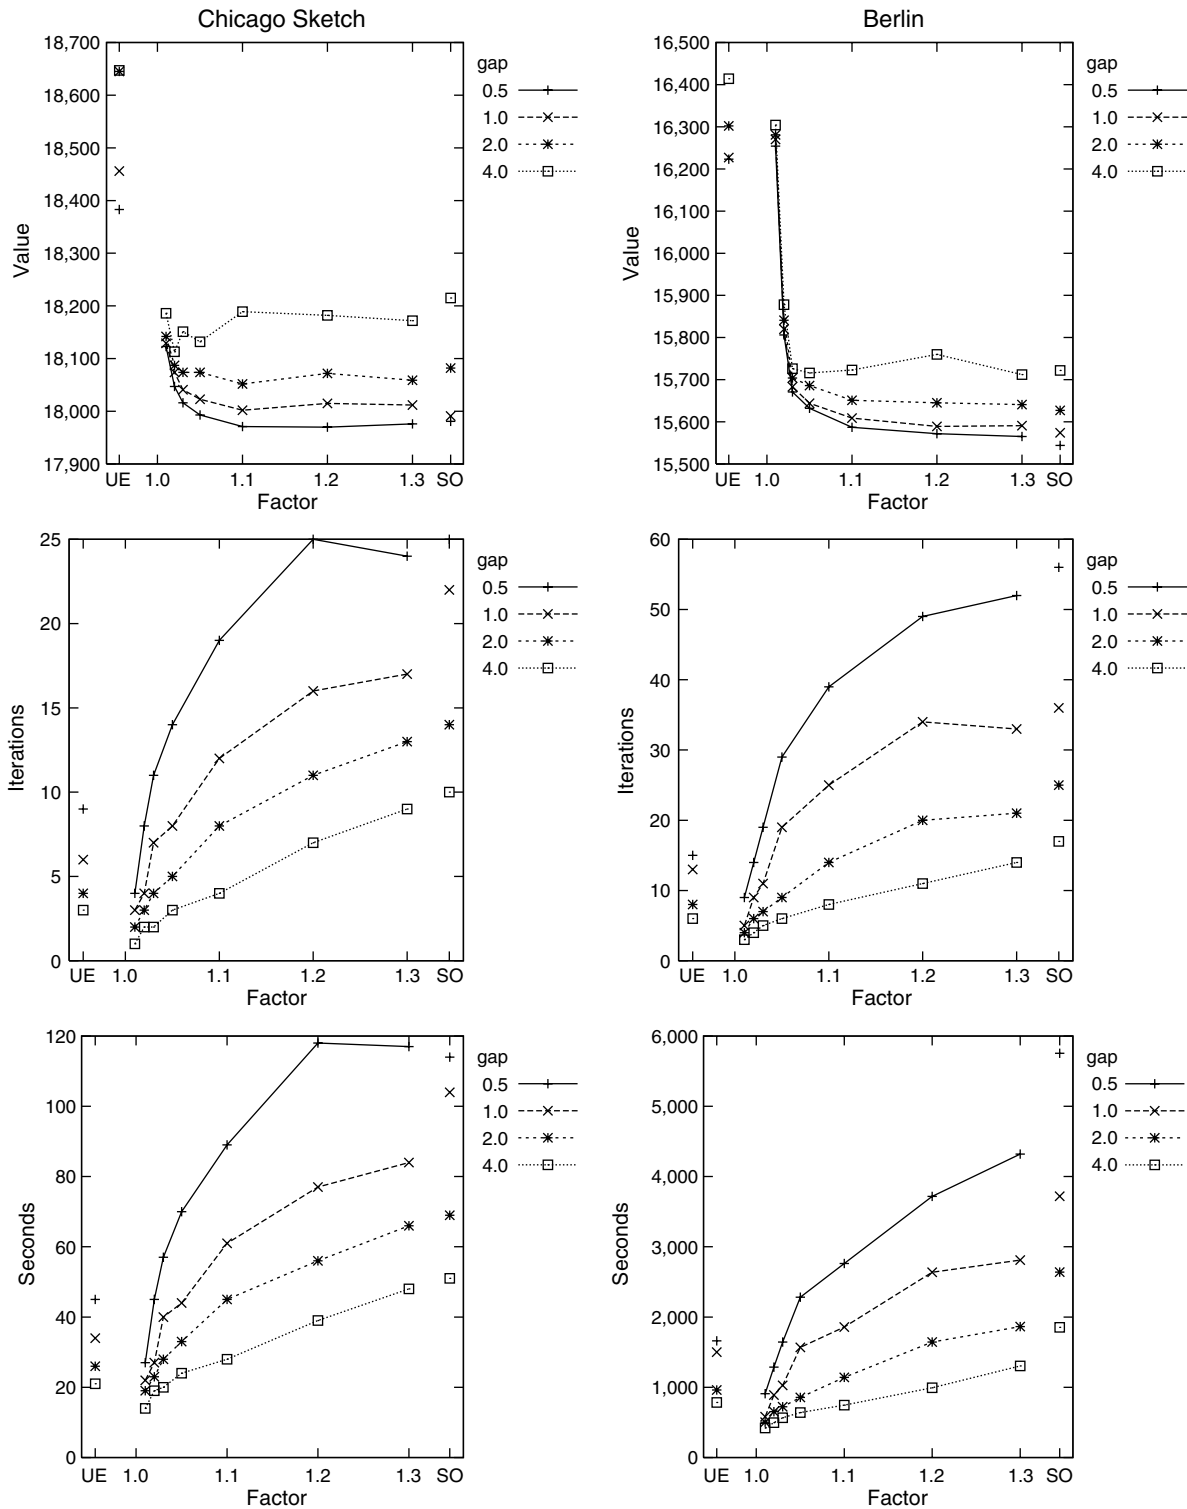 Chicago Sketch
18,700
18,600
18,500
18,400
18,300
18,200
18,100
18,000
17,900
Value
UE 1.0 1.1 1.2 1.3 SO
Factor
gap
0.5
1.0
2.0
4.0
Berlin
16,500
16,400
16,300
16,200
16,100
16,000
15,900
15,800
15,700
15,600
15,500
Value
UE 1.0 1.1 1.2 1.3 SO
Factor
gap
0.5
1.0
2.0
4.0
25
20
15
10
5
0
Iterations
UE 1.0 1.1 1.2 1.3 SO
Factor
gap
0.5
1.0
2.0
4.0
60
50
40
30
20
10
0
Iterations
UE 1.0 1.1 1.2 1.3 SO
Factor
gap
0.5
1.0
2.0
4.0
120
100
80
60
40
20
0
Seconds
UE 1.0 1.1 1.2 1.3 SO
Factor
gap
0.5
1.0
2.0
4.0
6,000
5,000
4,000
3,000
2,000
1,000
0
Seconds
UE 1.0 1.1 1.2 1.3 SO
Factor
gap
0.5
1.0
2.0
4.0